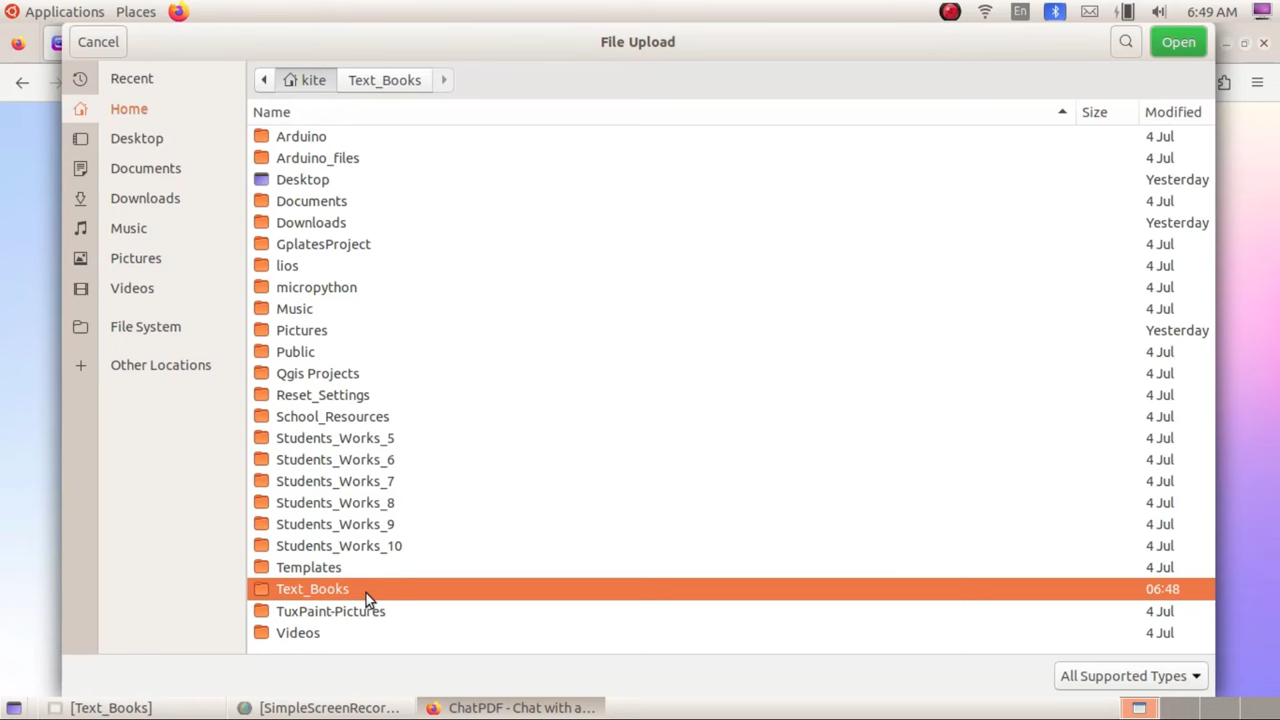 Applications Places En 6:49 AM
Cancel File Upload Open
Recent
Home
Desktop
Documents
Downloads
Music
Pictures
Videos
File System
Other Locations
kite Text_Books
Name Size Modified
Arduino 4 Jul
Arduino_files 4 Jul
Desktop Yesterday
Documents 4 Jul
Downloads Yesterday
GplatesProject 4 Jul
lios 4 Jul
micropython 4 Jul
Music 4 Jul
Pictures Yesterday
Public 4 Jul
Qgis Projects 4 Jul
Reset_Settings 4 Jul
School_Resources 4 Jul
Students_Works_5 4 Jul
Students_Works_6 4 Jul
Students_Works_7 4 Jul
Students_Works_8 4 Jul
Students_Works_9 4 Jul
Students_Works_10 4 Jul
Templates 4 Jul
Text_Books 06:48
TuxPaint-Pictures 4 Jul
Videos 4 Jul
All Supported Types
[Text_Books] [SimpleScreenRecor... ChatPDF - Chat with a...